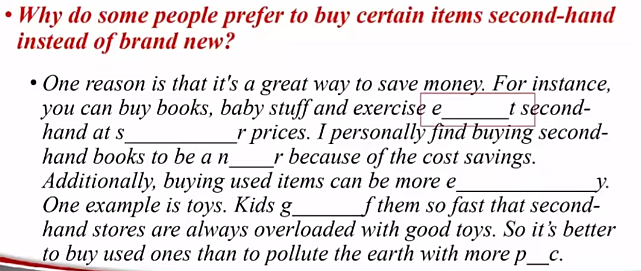 • Why do some people prefer to buy certain items second-hand
instead of brand new?
• One reason is that it's a great way to save money. For instance,
you can buy books, baby stuff and exercise e______t second-
hand at s__________r prices. I personally find buying second-
hand books to be a n____r because of the cost savings.
Additionally, buying used items can be more e_____________y.
One example is toys. Kids g_______f them so fast that second-
hand stores are always overloaded with good toys. So it's better
to buy used ones than to pollute the earth with more p__c.